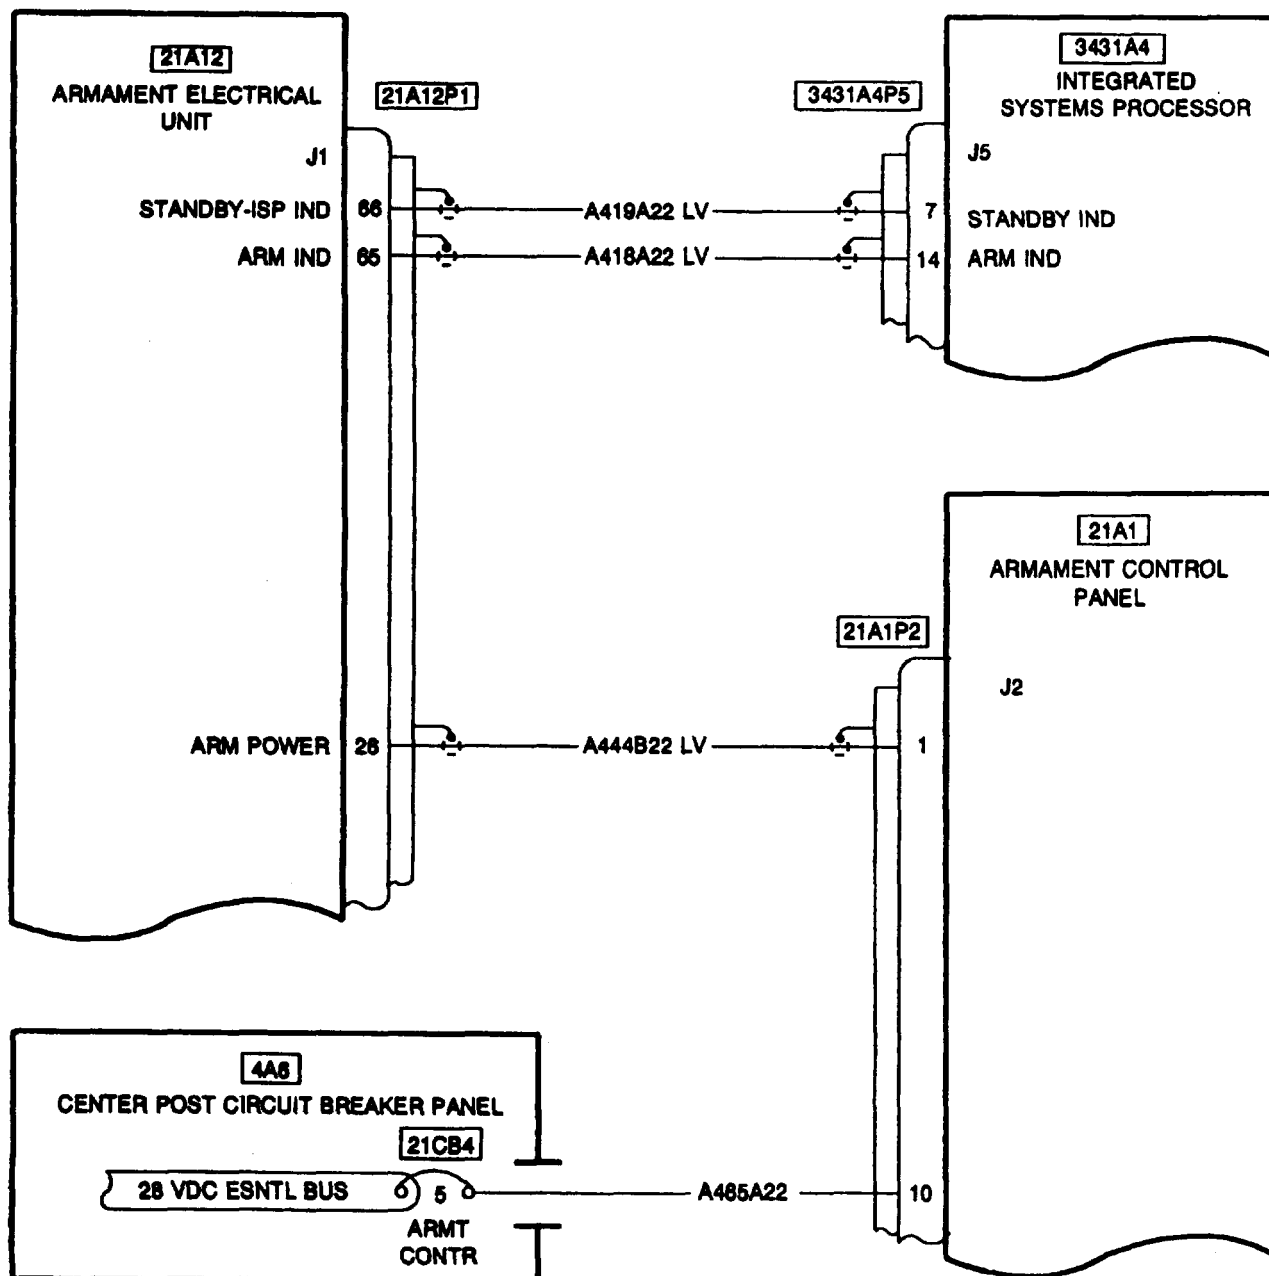 21A12
ARMAMENT ELECTRICAL
UNIT
21A12P1
J1
STANDBY-ISP IND
66
A419A22 LV
ARM IND
65
A418A22 LV
3431A4
INTEGRATED
SYSTEMS PROCESSOR
3431A4P5
J5
7
STANDBY IND
14
ARM IND
21A1
ARMAMENT CONTROL
PANEL
21A1P2
J2
ARM POWER
26
A444B22 LV
1
4A6
CENTER POST CIRCUIT BREAKER PANEL
21CB4
28 VDC ESNTL BUS
5
ARMT
CONTR
A465A22
10